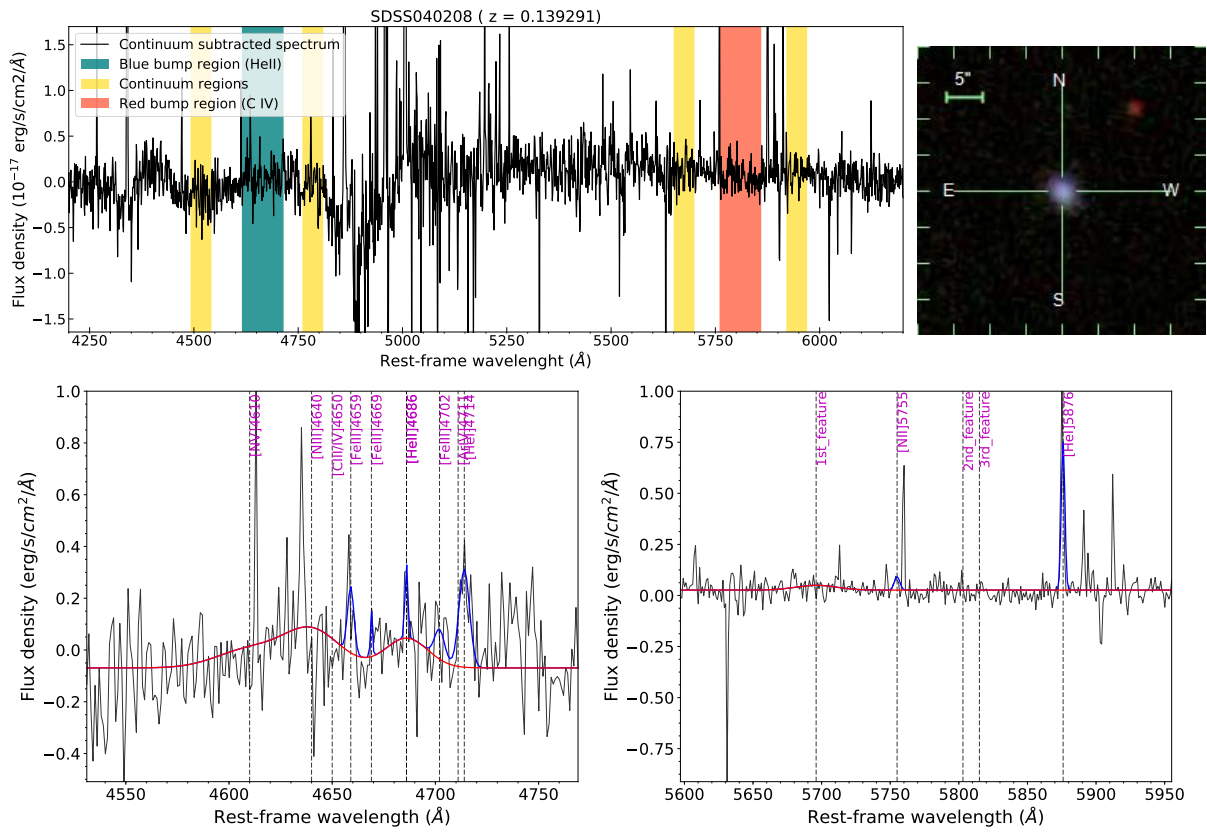 SDSS040208 ( z = 0.139291)
Continuum subtracted spectrum
Blue bump region (HeII)
Continuum regions
Red bump region (C IV)
Flux density (10⁻¹⁷ erg/s/cm2/Å)
1.5
1.0
0.5
0.0
−0.5
−1.0
−1.5
4250 4500 4750 5000 5250 5500 5750 6000
Rest-frame wavelenght (Å)
5"
N
E
W
S
Flux density (erg/s/cm²/Å)
1.0
0.8
0.6
0.4
0.2
0.0
−0.2
−0.4
[NV]4610
[NIII]4640
[CIII/IV]4650
[FeIII]4659
[FeIII]4669
[HeII]4686
[FeIII]4702
[ArIV]4711
[HeI]4714
4550 4600 4650 4700 4750
Rest-frame wavelength (Å)
Flux density (erg/s/cm²/Å)
1.00
0.75
0.50
0.25
0.00
−0.25
−0.50
−0.75
1st_feature
[NII]5755
2nd_feature
3rd_feature
[HeI]5876
5600 5650 5700 5750 5800 5850 5900 5950
Rest-frame wavelength (Å)